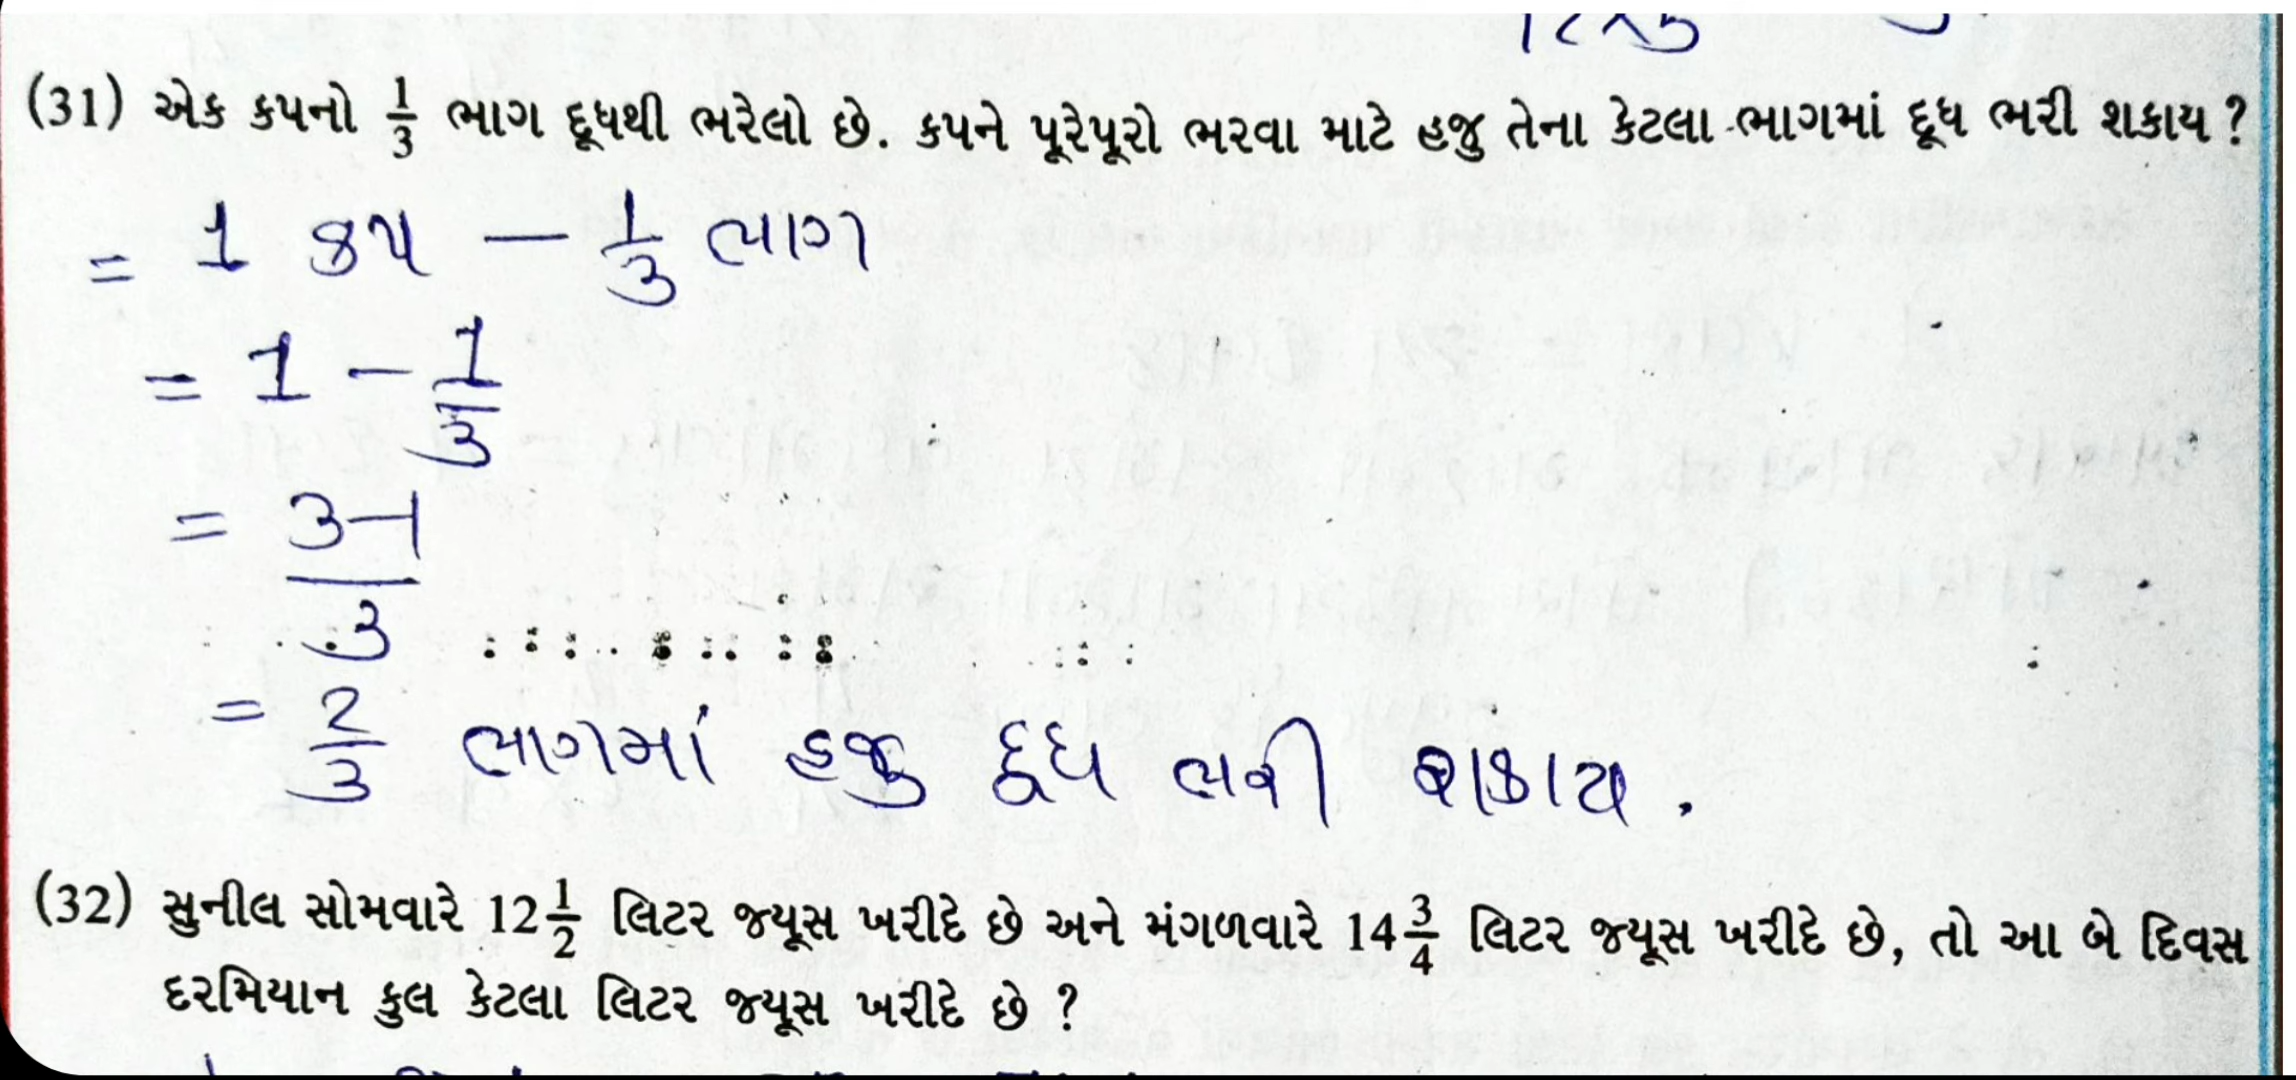 (31) એક કપનો 1/3 ભાગ દૂધથી ભરેલો છે. કપને પૂરેપૂરો ભરવા માટે હજુ તેના કેટલા ભાગમાં દૂધ ભરી શકાય ?
= 1 કપ - 1/3 ભાગ
= 1 - 1/3
= 3-1/3
= 2/3 ભાગમાં હજુ દૂધ ભરી શકાય .
(32) સુનીલ સોમવારે 12 1/2 લિટર જ્યૂસ ખરીદે છે અને મંગળવારે 14 3/4 લિટર જ્યૂસ ખરીદે છે, તો આ બે દિવસ
દરમિયાન કુલ કેટલા લિટર જ્યૂસ ખરીદે છે ?